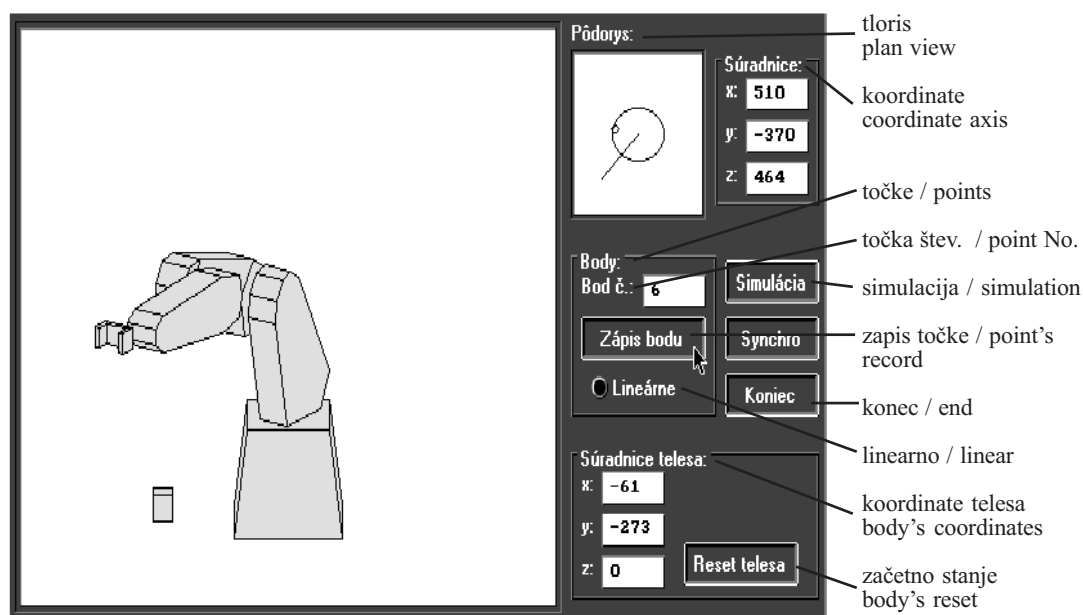 Pôdorys:
Súradnice:
x: 510
y: -370
z: 464
Body:
Bod č.: 6
Zápis bodu
Lineárne
Simulácia
Synchro
Koniec
Súradnice telesa:
x: -61
y: -273
z: 0
Reset telesa
tloris
plan view
koordinate
coordinate axis
točke / points
točka štev. / point No.
simulacija / simulation
zapis točke / point's
record
konec / end
linearno / linear
koordinate telesa
body's coordinates
začetno stanje
body's reset